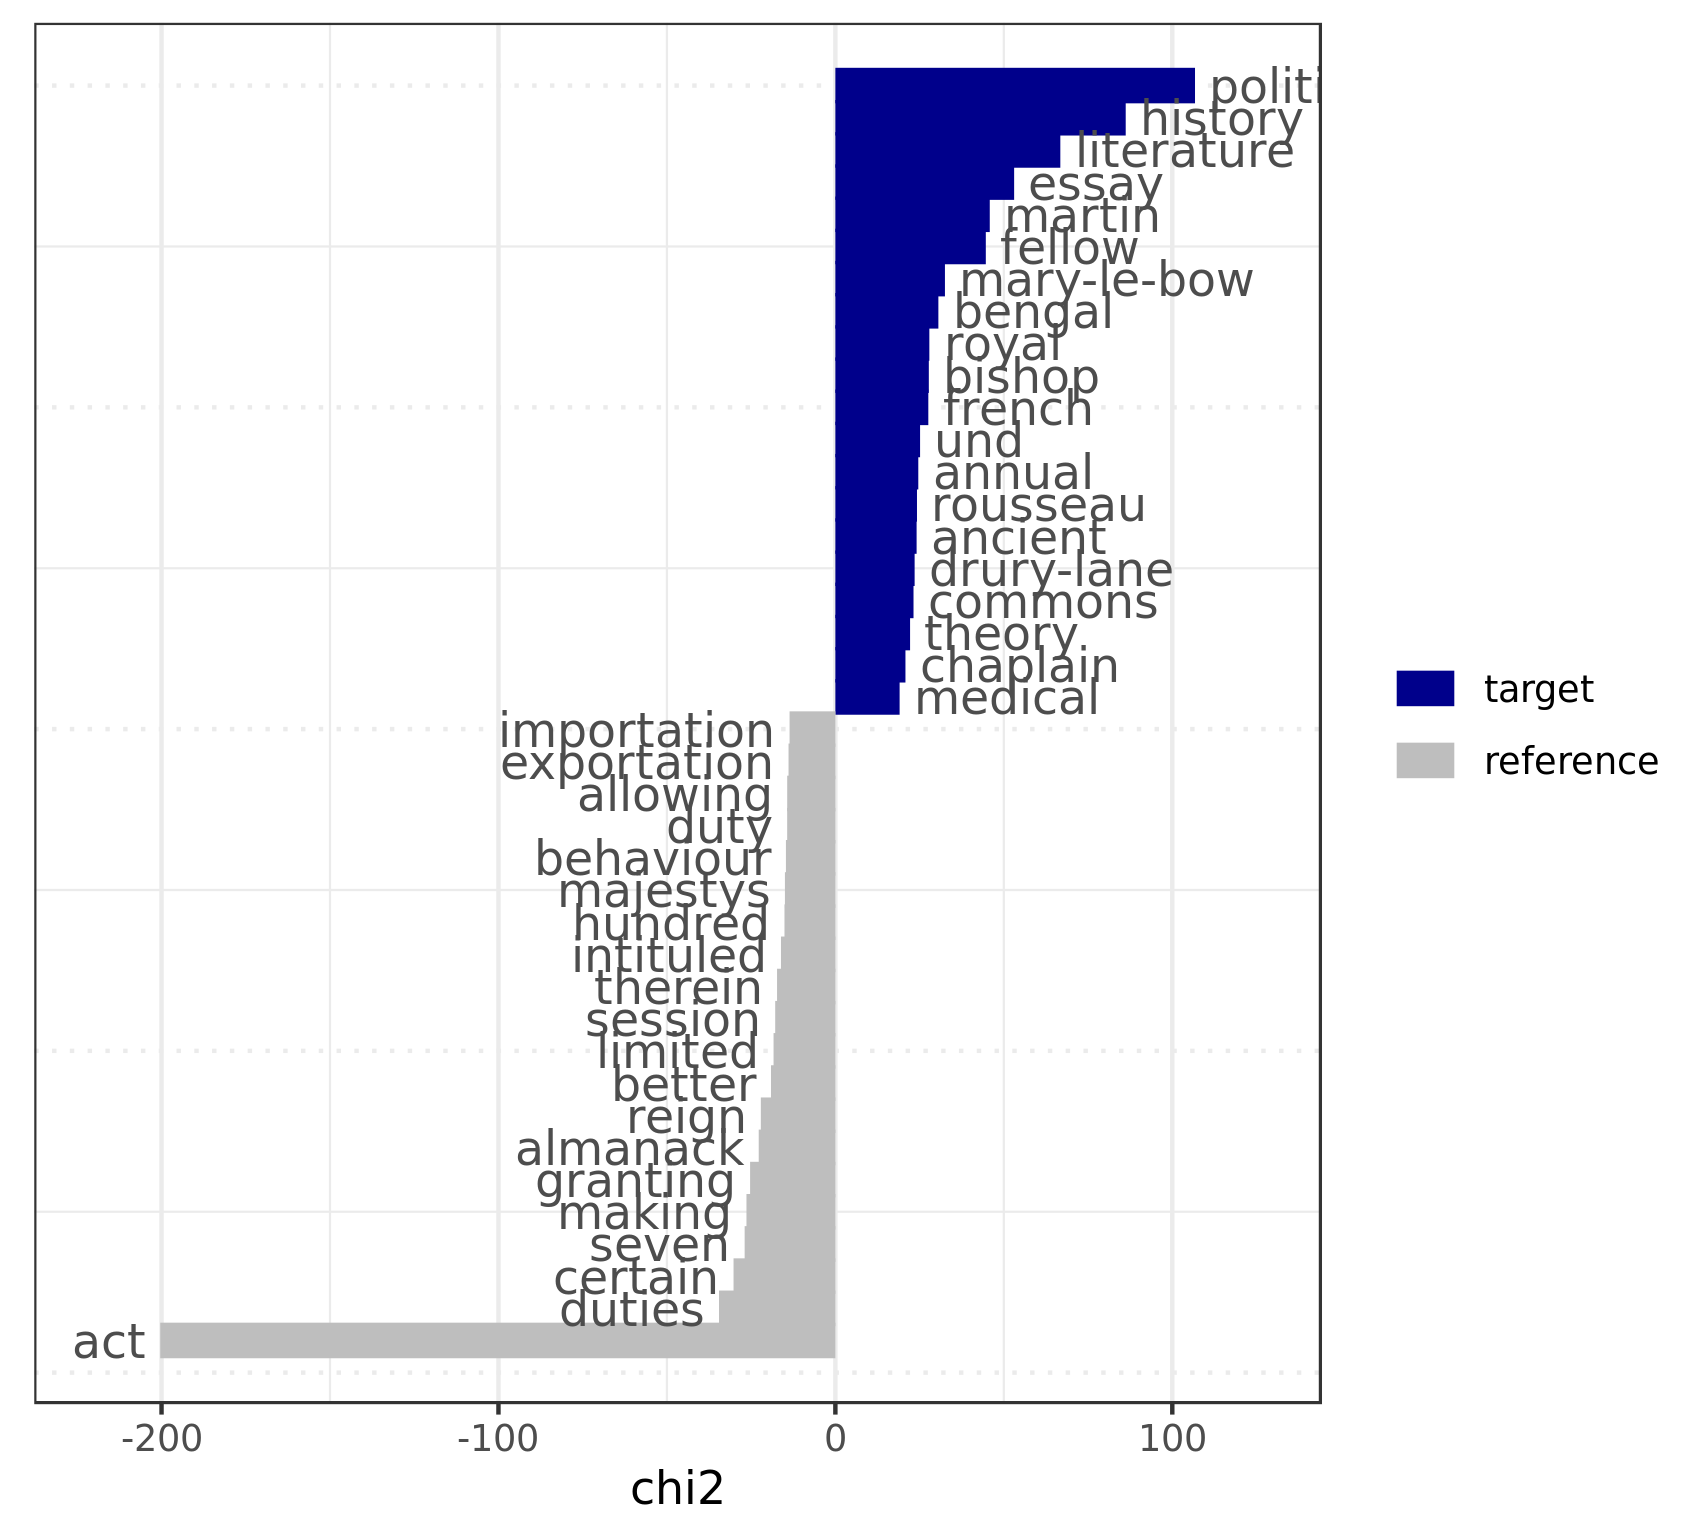 politi
history
literature
essay
martin
fellow
mary-le-bow
bengal
royal
bishop
french
und
annual
rousseau
ancient
drury-lane
commons
theory
chaplain
medical
importation
exportation
allowing
duty
behaviour
majestys
hundred
intituled
therein
session
limited
better
reign
almanack
granting
making
seven
certain
duties
act
target
reference
-200 -100 0 100
chi2